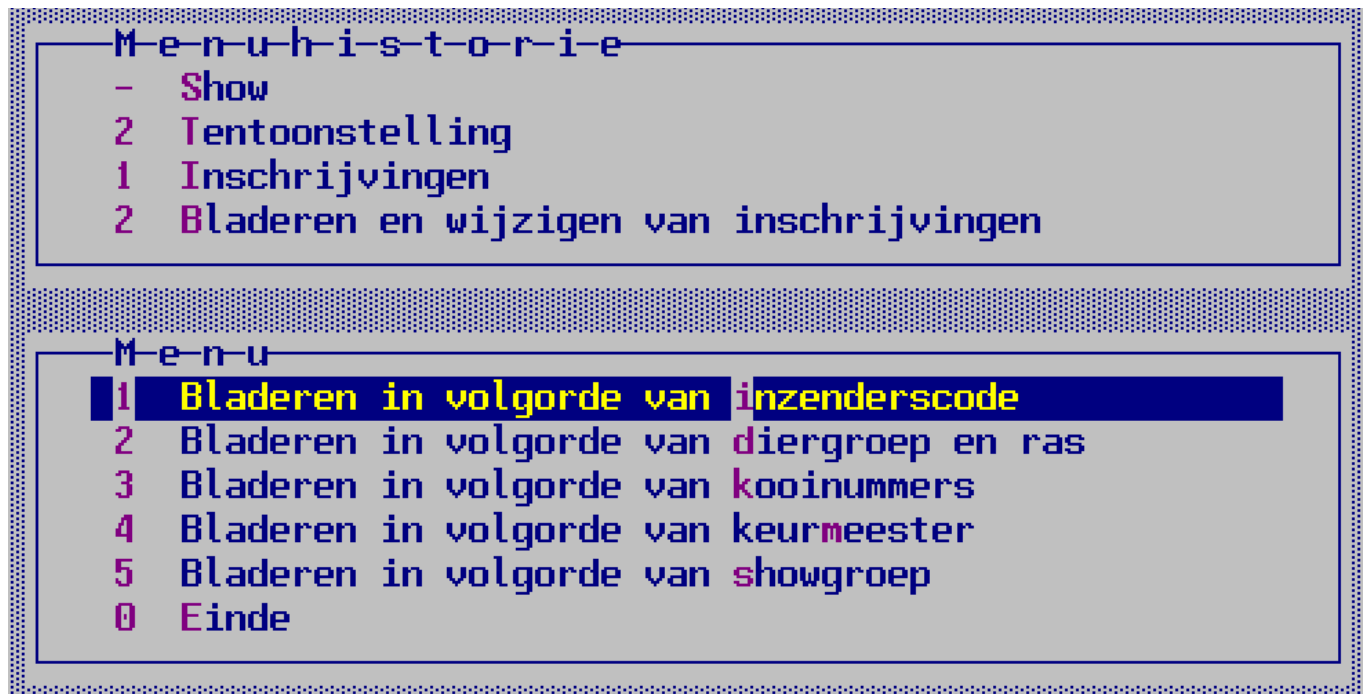 M-e-n-u-h-i-s-t-o-r-i-e
- Show
2 Tentoonstelling
1 Inschrijvingen
2 Bladeren en wijzigen van inschrijvingen
M-e-n-u
1 Bladeren in volgorde van inzenderscode
2 Bladeren in volgorde van diergroep en ras
3 Bladeren in volgorde van kooinummers
4 Bladeren in volgorde van keurmeester
5 Bladeren in volgorde van showgroep
0 Einde